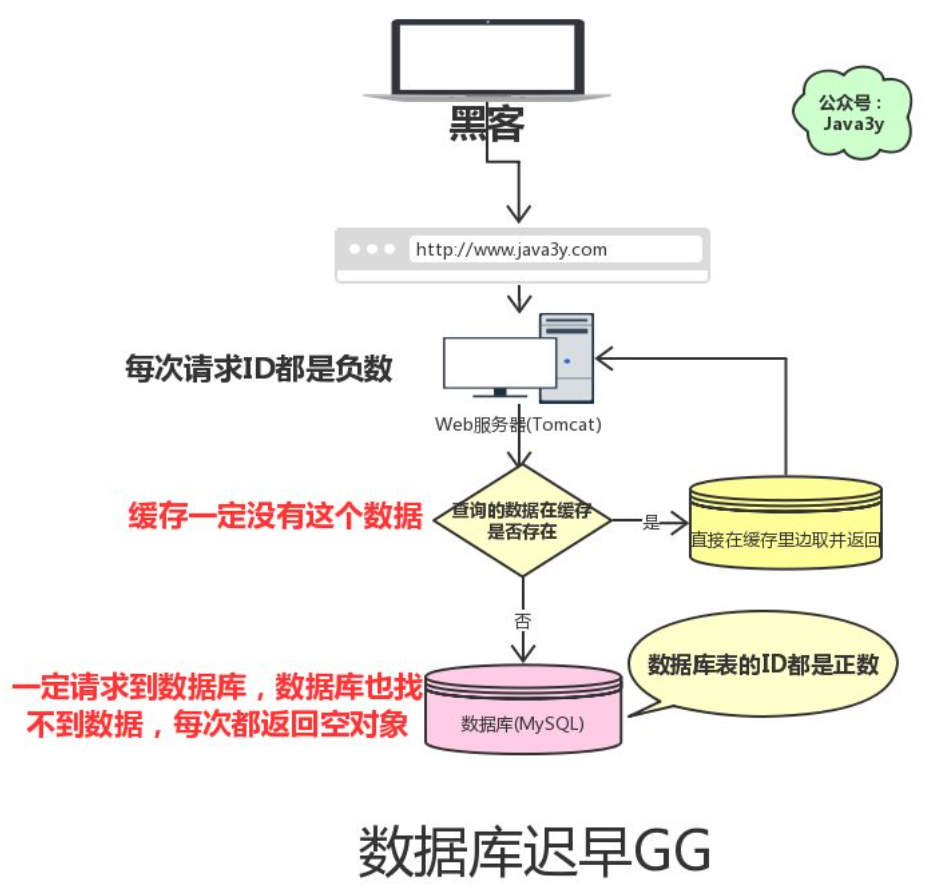 公众号：
Java3y
黑客
http://www.java3y.com
每次请求ID都是负数
Web服务器(Tomcat)
缓存一定没有这个数据
查询的数据在缓存
是否存在
是
直接在缓存里边取并返回
否
数据库表的ID都是正数
一定请求到数据库，数据库也找
不到数据，每次都返回空对象
数据库(MySQL)
数据库迟早GG